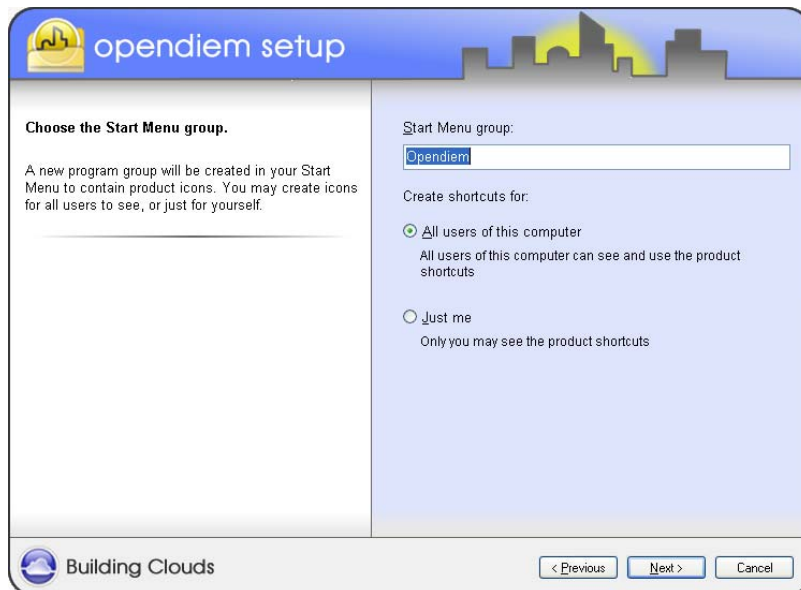 opendiem setup
Choose the Start Menu group.
A new program group will be created in your Start
Menu to contain product icons. You may create icons
for all users to see, or just for yourself.
Start Menu group:
Opendiem
Create shortcuts for:
All users of this computer
All users of this computer can see and use the product
shortcuts
Just me
Only you may see the product shortcuts
Building Clouds
< Previous
Next >
Cancel